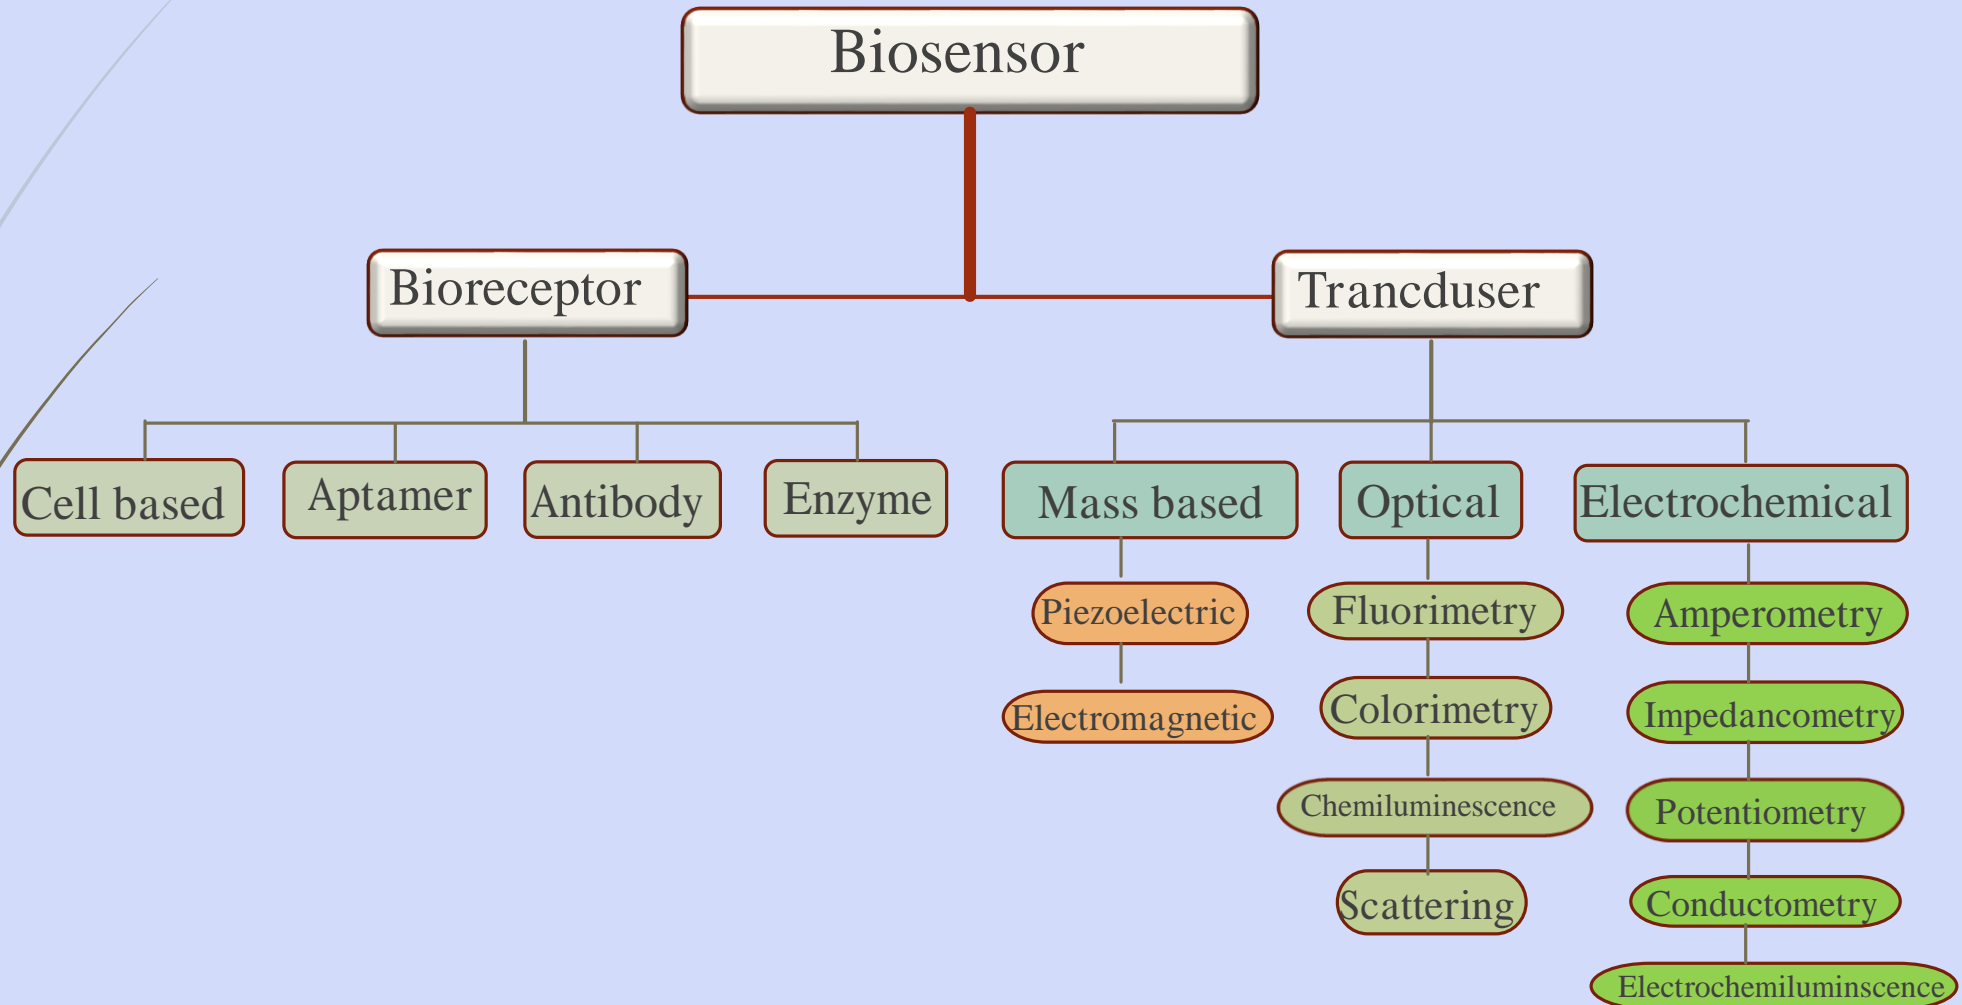 Biosensor
Bioreceptor
Trancduser
Cell based
Aptamer
Antibody
Enzyme
Mass based
Optical
Electrochemical
Piezoelectric
Electromagnetic
Fluorimetry
Colorimetry
Chemiluminescence
Scattering
Amperometry
Impedancometry
Potentiometry
Conductometry
Electrochemiluminscence